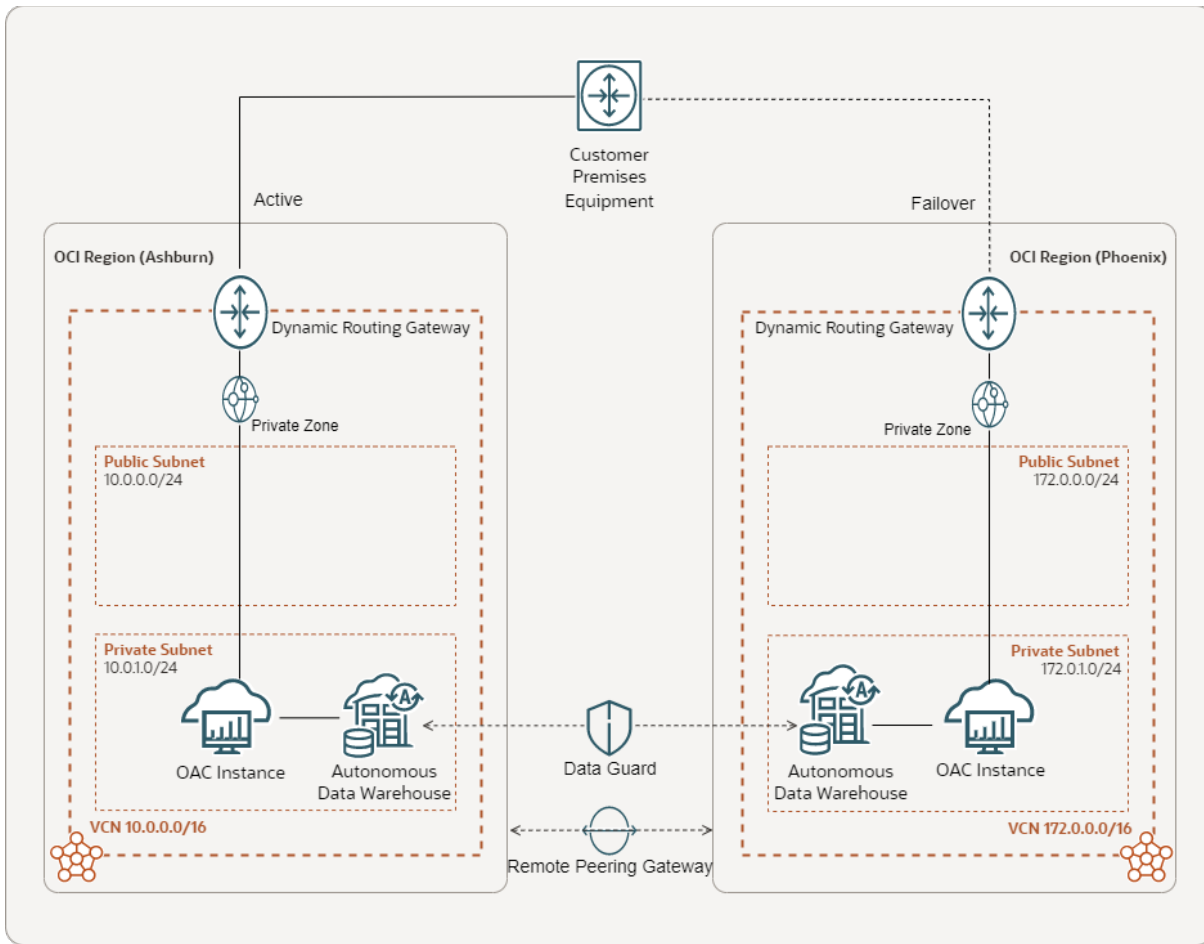 Customer
Premises
Equipment
Active
Failover
OCI Region (Ashburn)
OCI Region (Phoenix)
Dynamic Routing Gateway
Dynamic Routing Gateway
Private Zone
Private Zone
Public Subnet
10.0.0.0/24
Public Subnet
172.0.0.0/24
Private Subnet
10.0.1.0/24
Private Subnet
172.0.1.0/24
A
A
OAC Instance
Autonomous
Data Warehouse
Data Guard
Autonomous
Data Warehouse
OAC Instance
VCN 10.0.0.0/16
VCN 172.0.0.0/16
Remote Peering Gateway